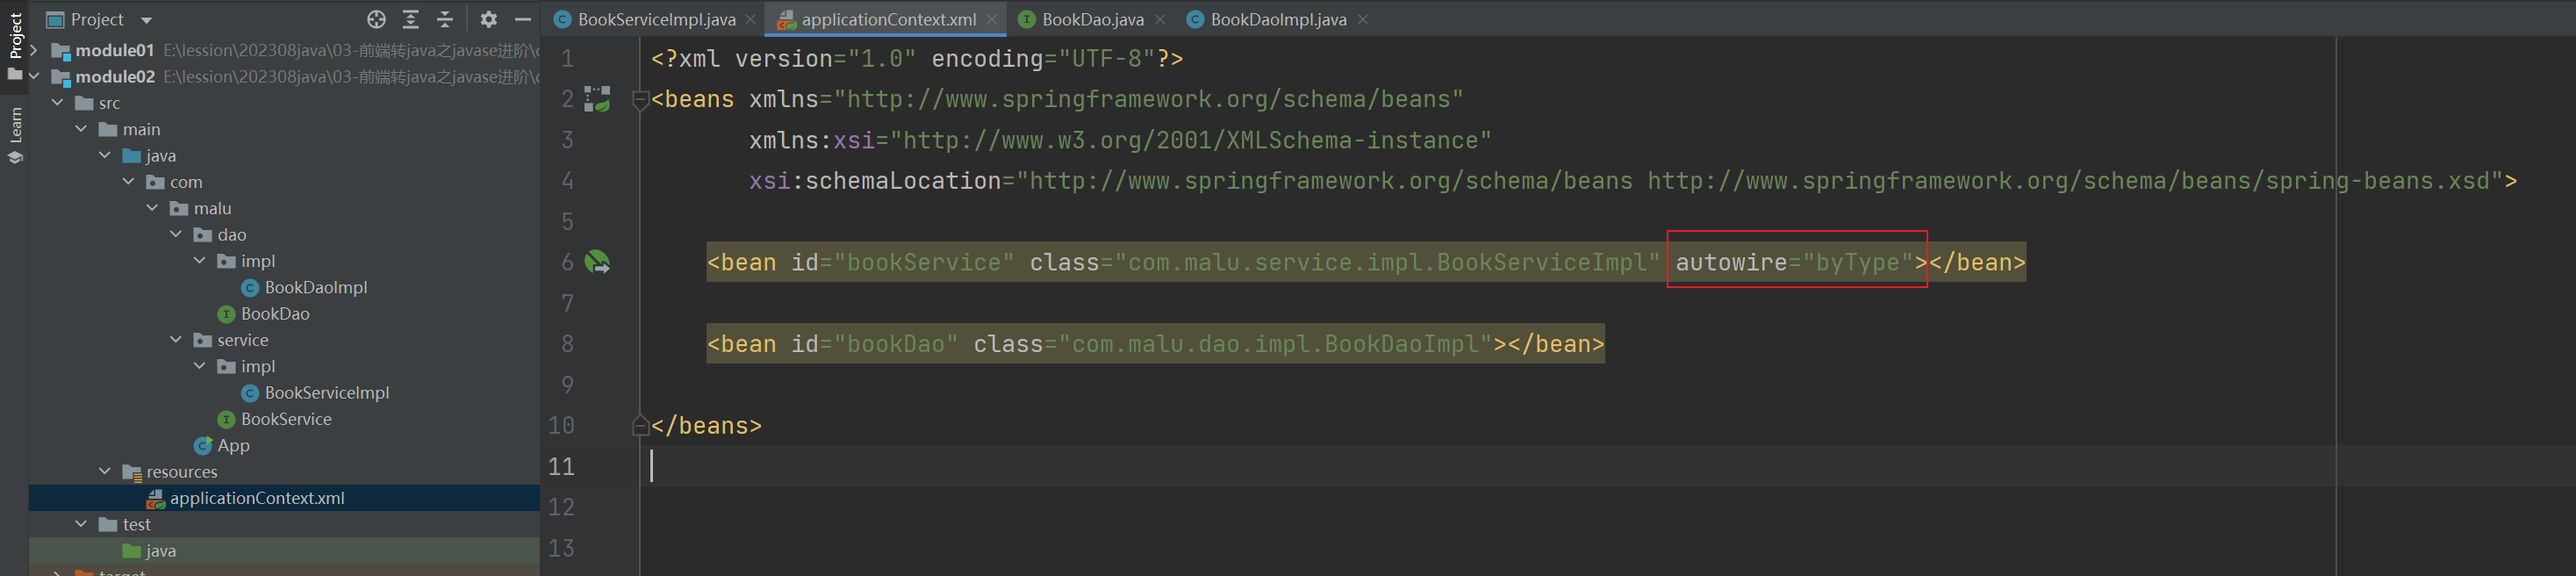 Project
Learn
Project
module01 E:\lession\202308java\03-前端转java之javase进阶\c
module02 E:\lession\202308java\03-前端转java之javase进阶\c
src
main
java
com
malu
dao
impl
BookDaoImpl
BookDao
service
impl
BookServiceImpl
BookService
App
resources
applicationContext.xml
test
java
target
BookServiceImpl.java applicationContext.xml BookDao.java BookDaoImpl.java
1 <?xml version="1.0" encoding="UTF-8"?>
2 <beans xmlns="http://www.springframework.org/schema/beans"
3 xmlns:xsi="http://www.w3.org/2001/XMLSchema-instance"
4 xsi:schemaLocation="http://www.springframework.org/schema/beans http://www.springframework.org/schema/beans/spring-beans.xsd">
5
6 <bean id="bookService" class="com.malu.service.impl.BookServiceImpl" autowire="byType"></bean>
7
8 <bean id="bookDao" class="com.malu.dao.impl.BookDaoImpl"></bean>
9
10 </beans>
11
12
13